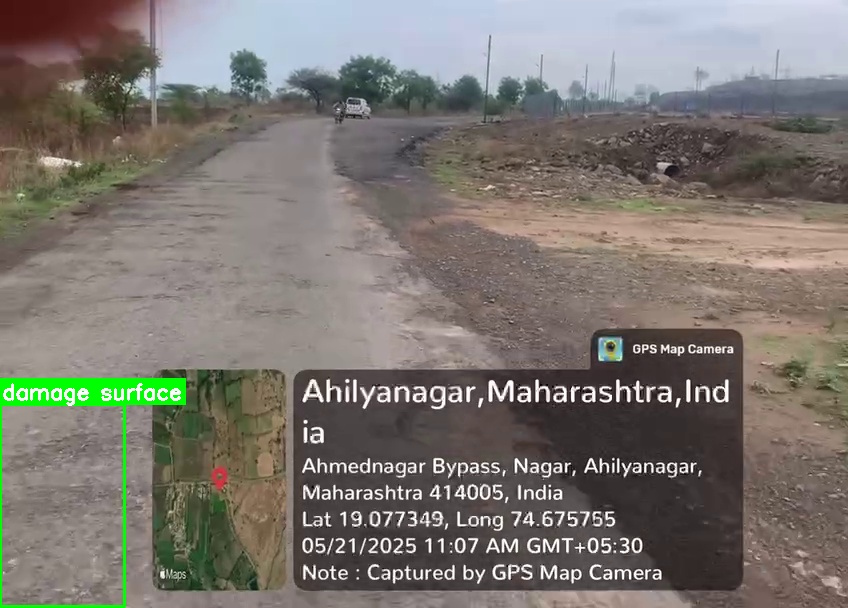 GPS Map Camera
damage surface
Ahilyanagar,Maharashtra,Ind
ia
Ahmednagar Bypass, Nagar, Ahilyanagar,
Maharashtra 414005, India
Lat 19.077349, Long 74.675765
05/21/2025 11:07 AM GMT+05:30
Note : Captured by GPS Map Camera
Maps